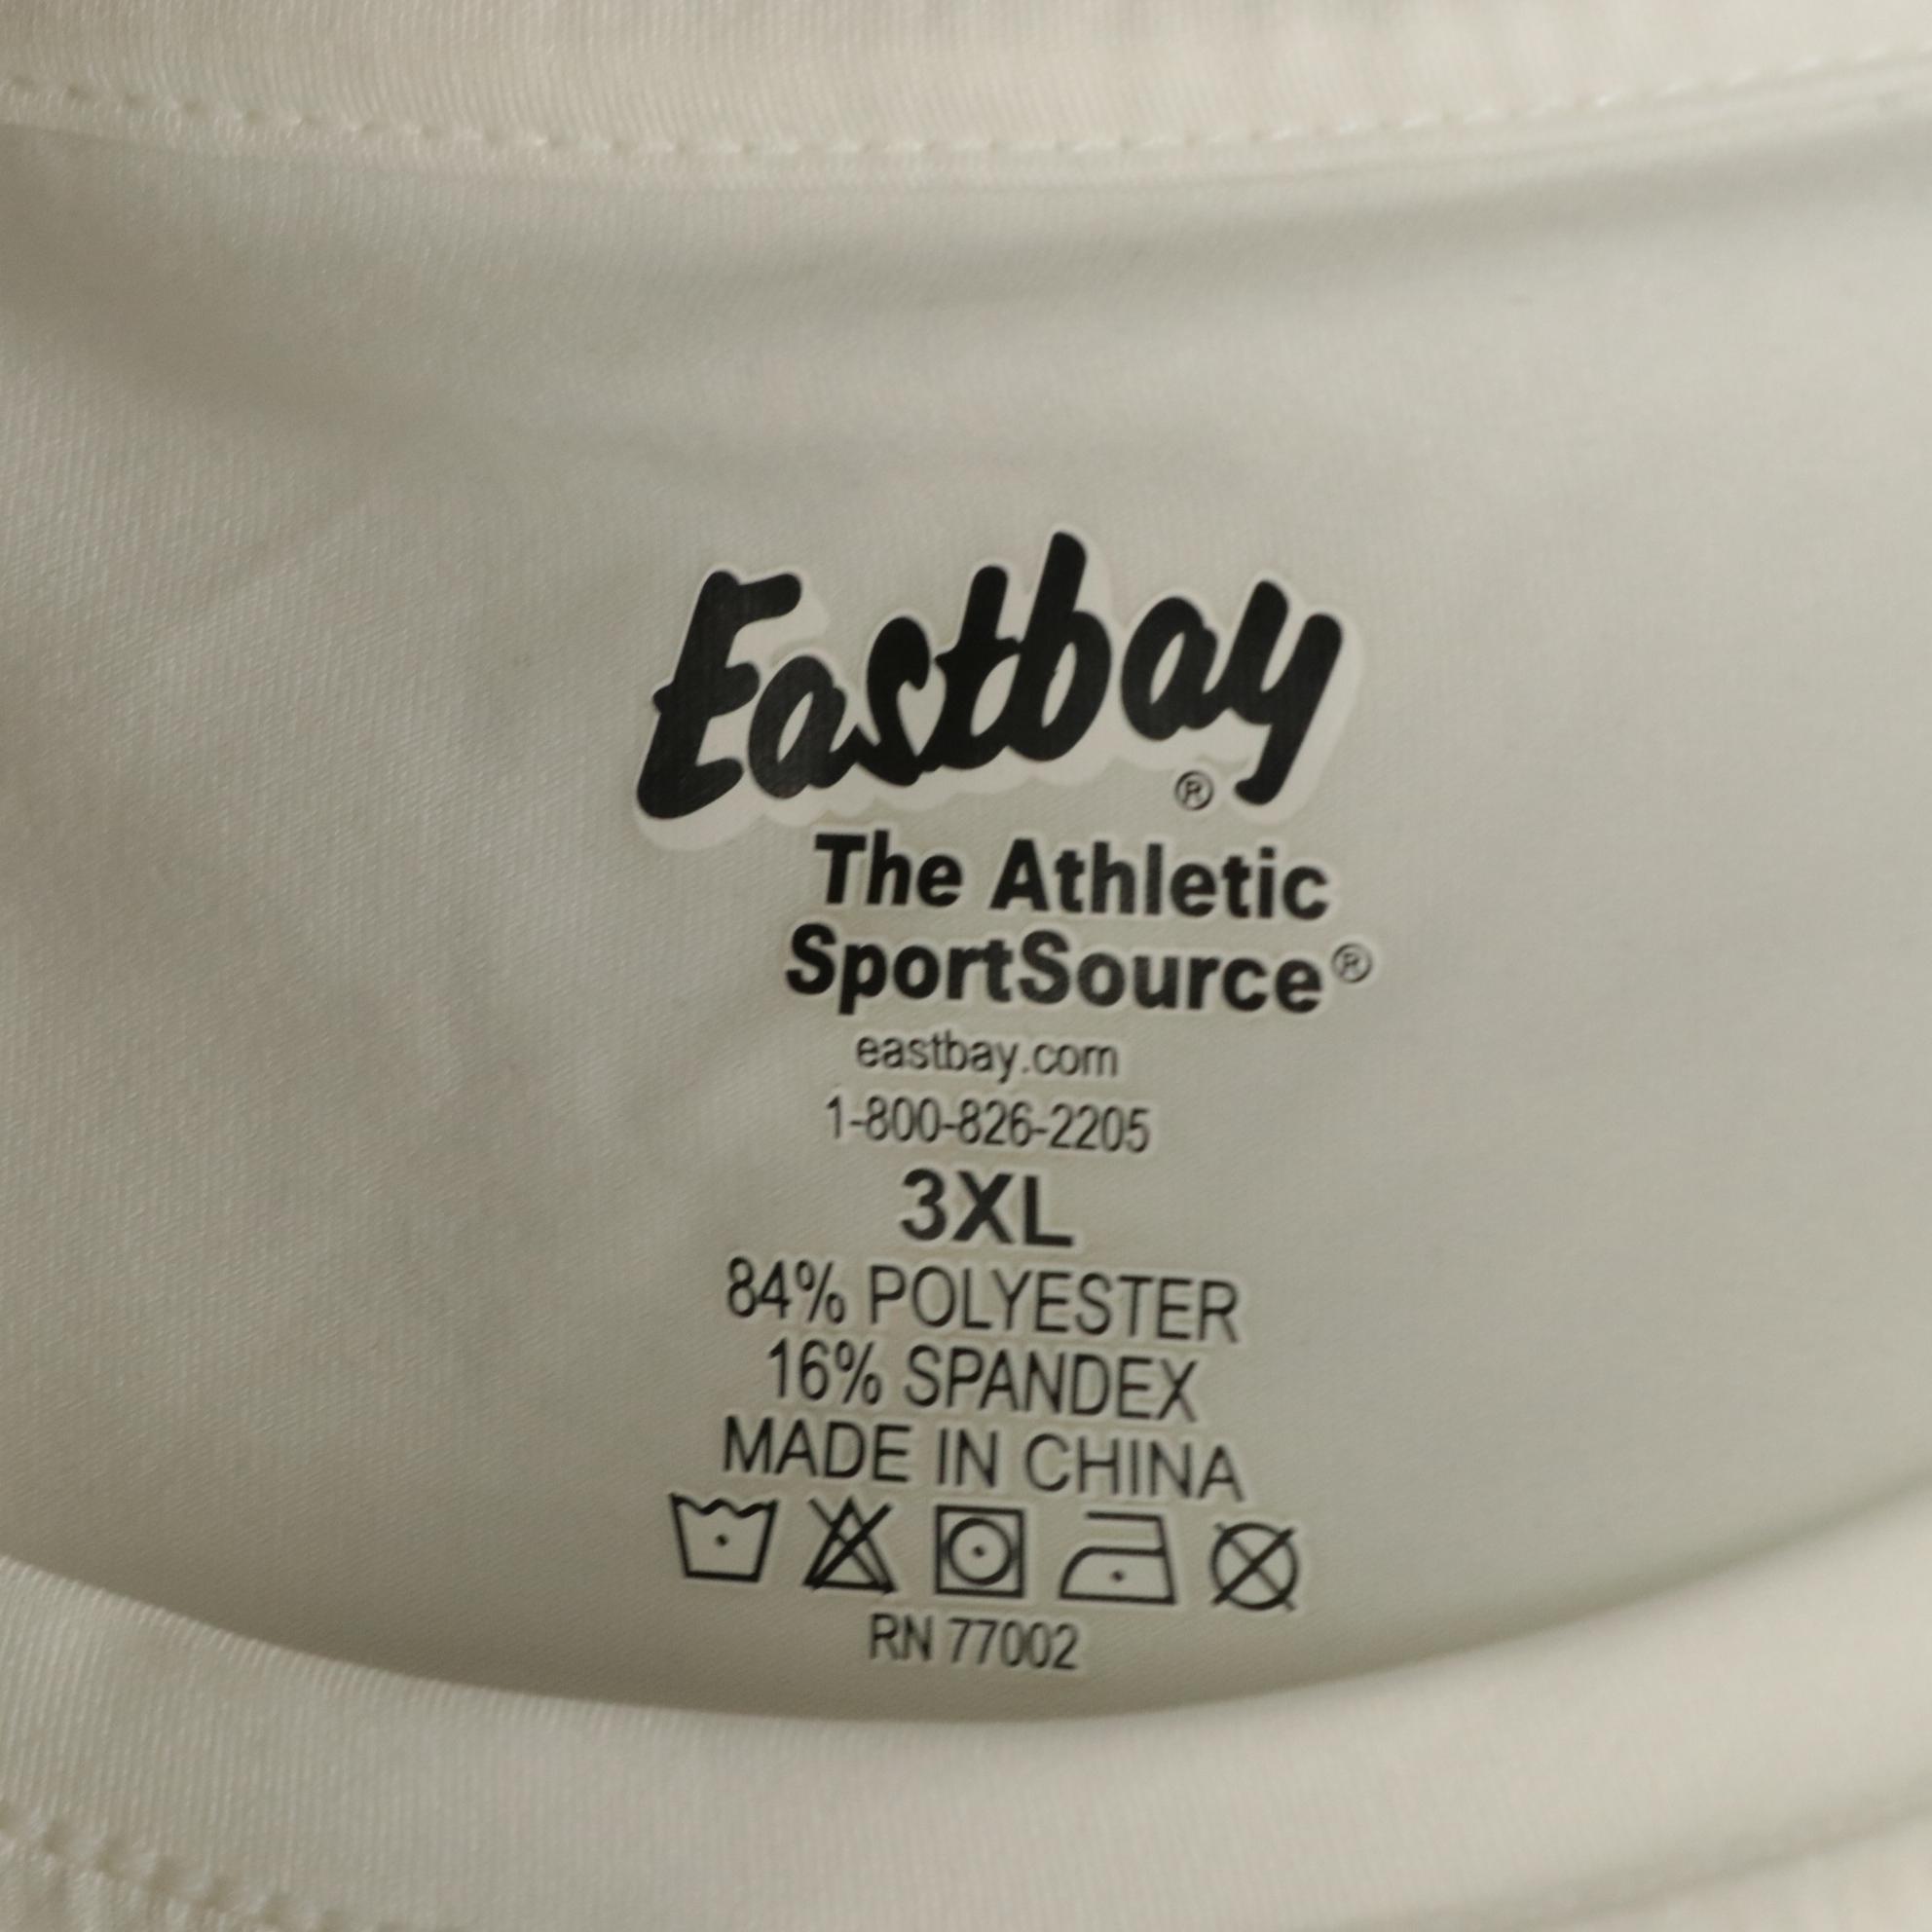 Eastbay®
The Athletic
SportSource®
eastbay.com
1-800-826-2205
3XL
84% POLYESTER
16% SPANDEX
MADE IN CHINA
RN 77002